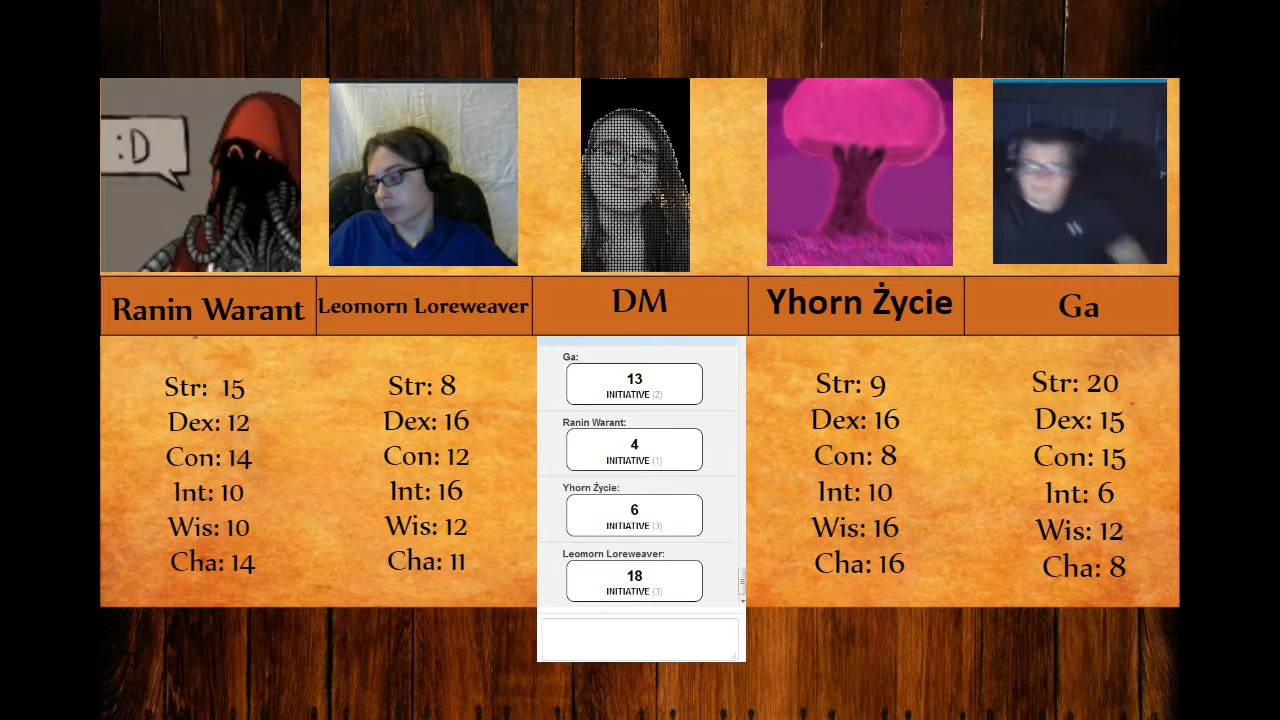 :D
Ranin Warant
Leomorn Loreweaver
DM
Yhorn Życie
Ga
Str: 15
Dex: 12
Con: 14
Int: 10
Wis: 10
Cha: 14
Str: 8
Dex: 16
Con: 12
Int: 16
Wis: 12
Cha: 11
Ga:
13
INITIATIVE (2)
Ranin Warant:
4
INITIATIVE (1)
Yhorn Życie:
6
INITIATIVE (3)
Leomorn Loreweaver:
18
INITIATIVE (3)
Str: 9
Dex: 16
Con: 8
Int: 10
Wis: 16
Cha: 16
Str: 20
Dex: 15
Con: 15
Int: 6
Wis: 12
Cha: 8